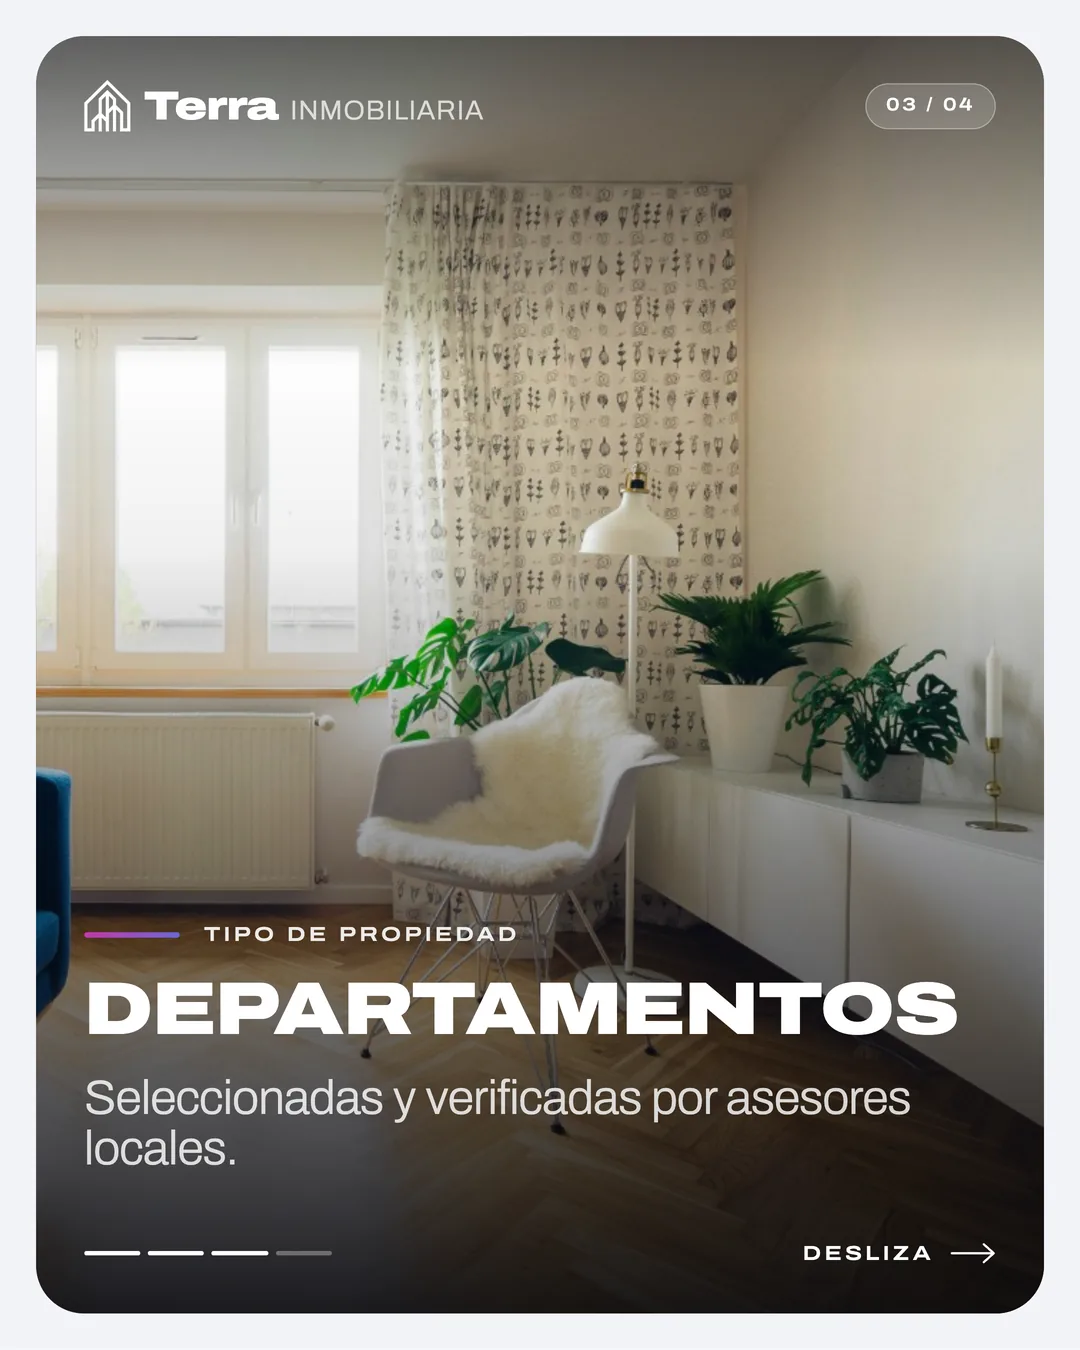 Terra INMOBILIARIA
03 / 04
TIPO DE PROPIEDAD
DEPARTAMENTOS
Seleccionadas y verificadas por asesores
locales.
DESLIZA